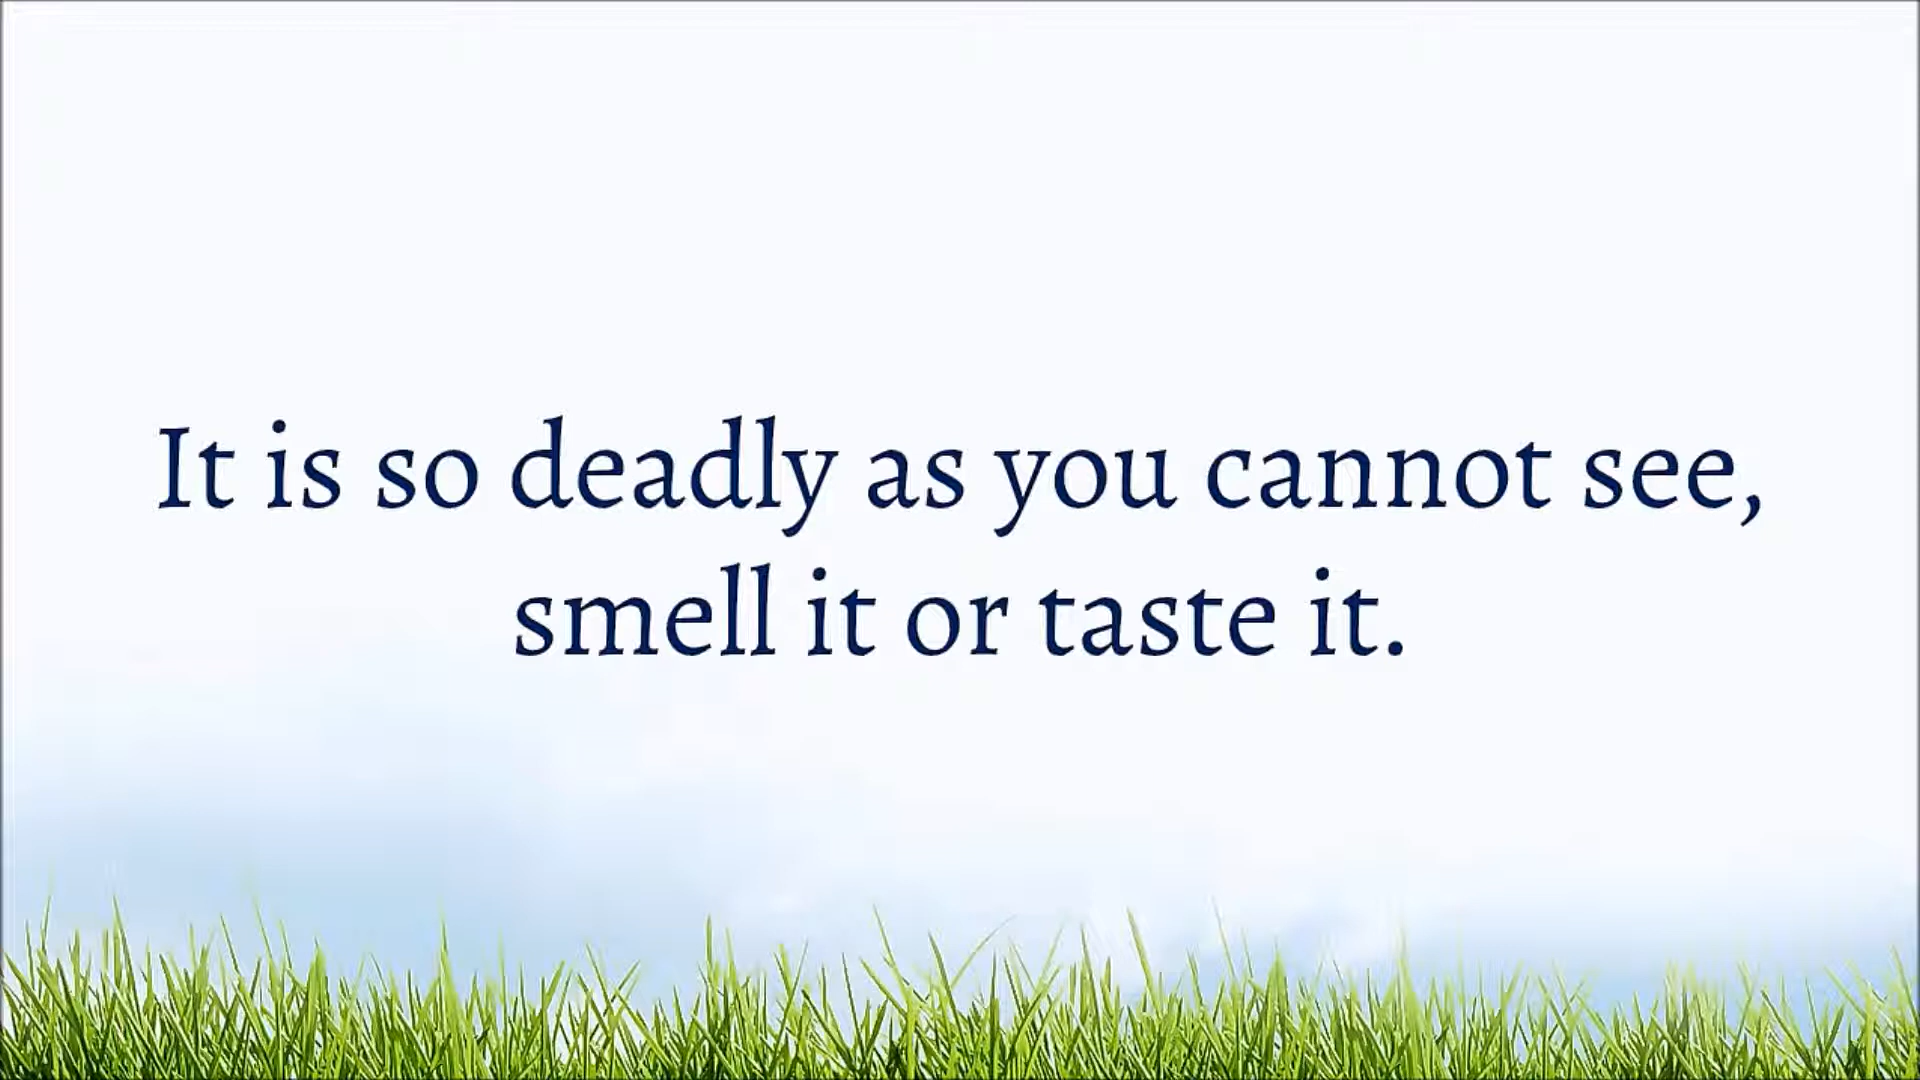 It is so deadly as you cannot see,
smell it or taste it.